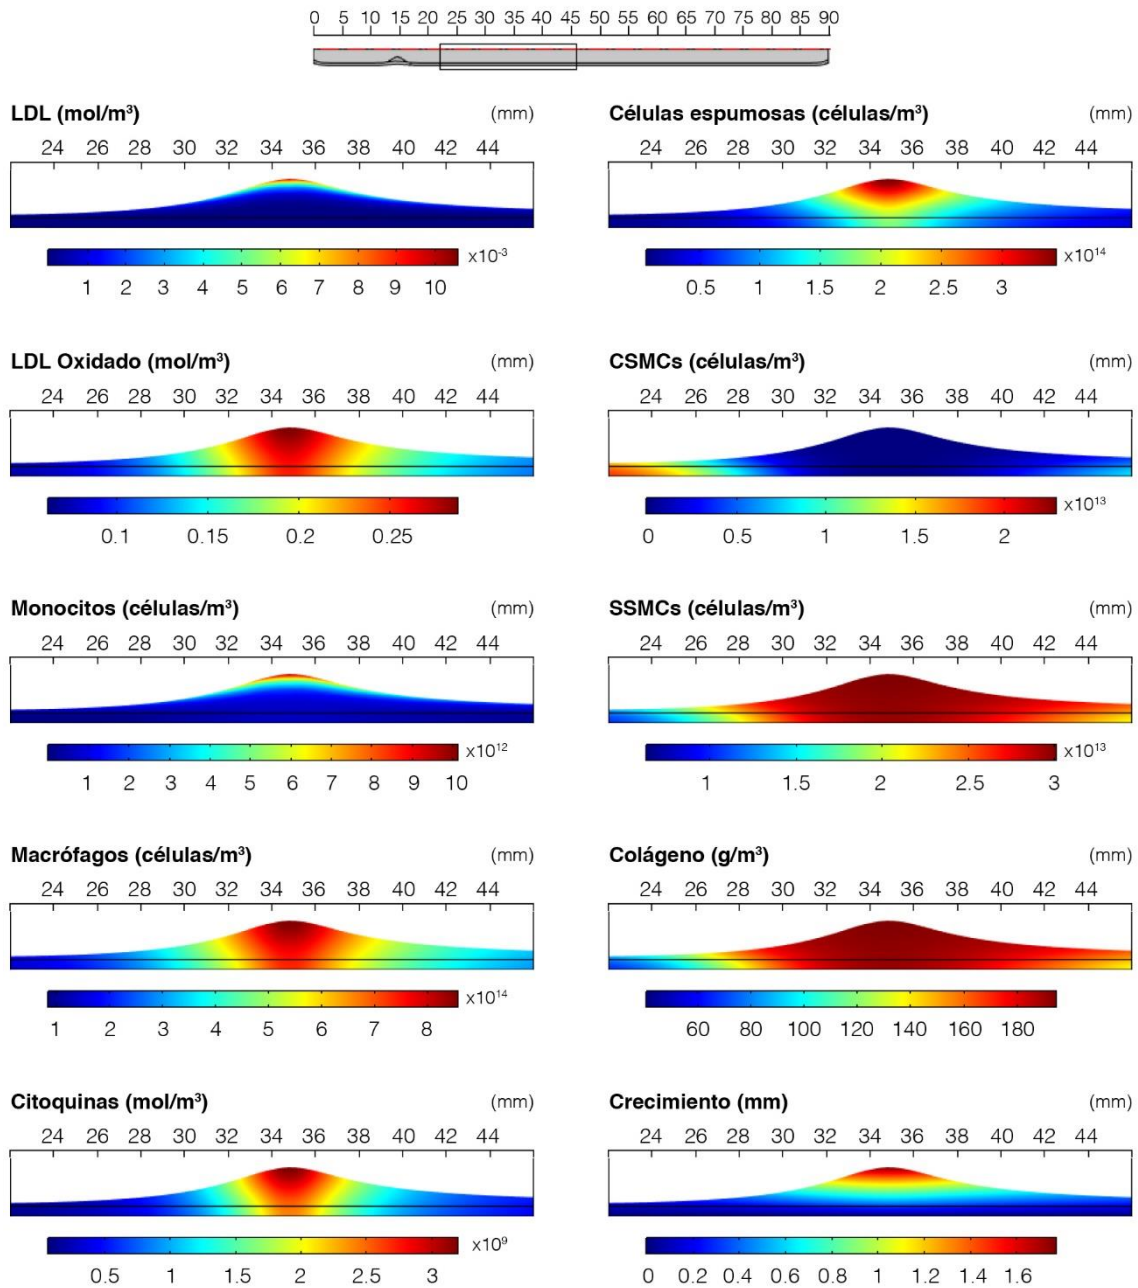 0 5 10 15 20 25 30 35 40 45 50 55 60 65 70 75 80 85 90
LDL (mol/m³) (mm)
24 26 28 30 32 34 36 38 40 42 44
x10⁻³
1 2 3 4 5 6 7 8 9 10
Células espumosas (células/m³) (mm)
24 26 28 30 32 34 36 38 40 42 44
x10¹⁴
0.5 1 1.5 2 2.5 3
LDL Oxidado (mol/m³) (mm)
24 26 28 30 32 34 36 38 40 42 44
0.1 0.15 0.2 0.25
CSMCs (células/m³) (mm)
24 26 28 30 32 34 36 38 40 42 44
x10¹³
0 0.5 1 1.5 2
Monocitos (células/m³) (mm)
24 26 28 30 32 34 36 38 40 42 44
x10¹²
1 2 3 4 5 6 7 8 9 10
SSMCs (células/m³) (mm)
24 26 28 30 32 34 36 38 40 42 44
x10¹³
1 1.5 2 2.5 3
Macrófagos (células/m³) (mm)
24 26 28 30 32 34 36 38 40 42 44
x10¹⁴
1 2 3 4 5 6 7 8
Colágeno (g/m³) (mm)
24 26 28 30 32 34 36 38 40 42 44
60 80 100 120 140 160 180
Citoquinas (mol/m³) (mm)
24 26 28 30 32 34 36 38 40 42 44
x10⁹
0.5 1 1.5 2 2.5 3
Crecimiento (mm) (mm)
24 26 28 30 32 34 36 38 40 42 44
0 0.2 0.4 0.6 0.8 1 1.2 1.4 1.6